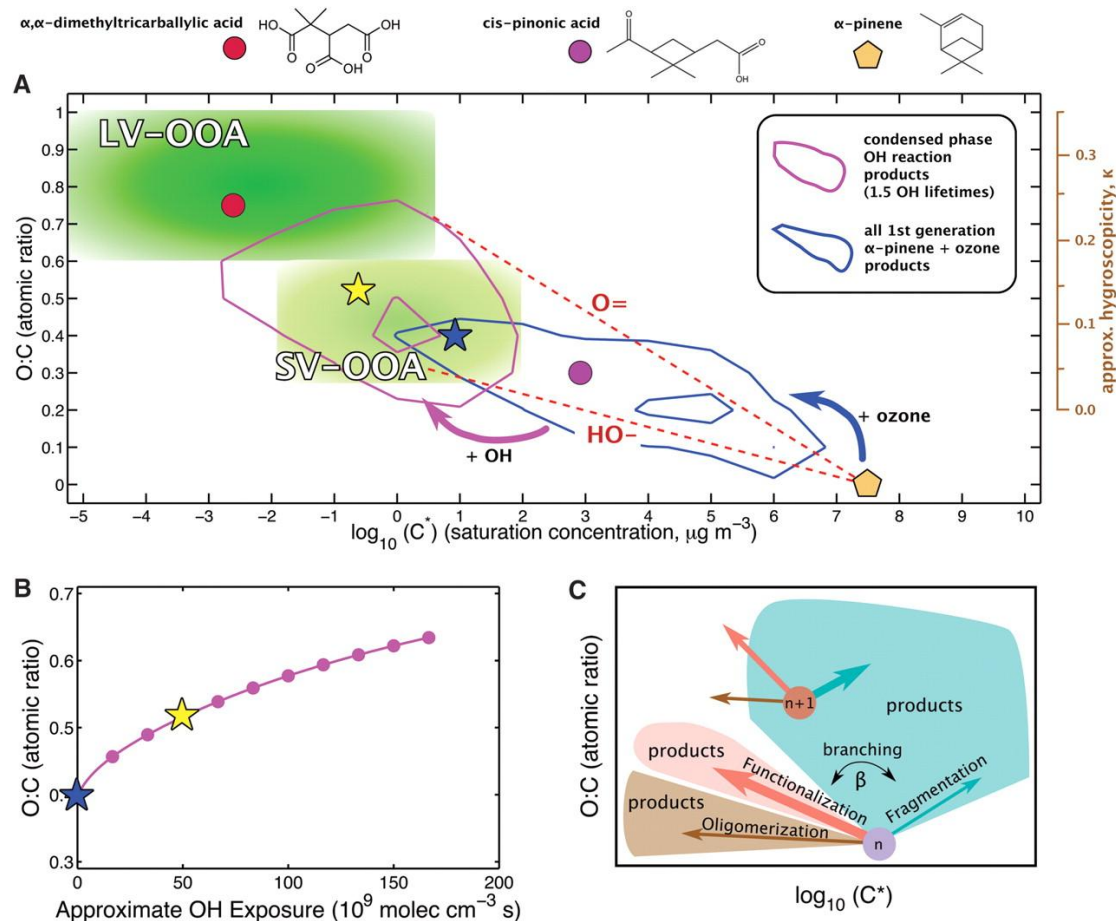 α,α-dimethyltricarballylic acid
cis-pinonic acid
α-pinene
O
OH
HO
O
OH
O
O
O
OH
A
LV-OOA
SV-OOA
O=
HO-
+ OH
+ ozone
condensed phase
OH reaction
products
(1.5 OH lifetimes)
all 1st generation
α-pinene + ozone
products
1
0.9
0.8
0.7
0.6
0.5
0.4
0.3
0.2
0.1
0
O:C (atomic ratio)
0.3
0.2
0.1
0.0
approx. hygroscopicity, κ
-5 -4 -3 -2 -1 0 1 2 3 4 5 6 7 8 9 10
log10 (C*) (saturation concentration, μg m−3)
B
0.7
0.6
0.5
0.3
O:C (atomic ratio)
0 50 100 150 200
Approximate OH Exposure (10⁹ molec cm−3 s)
C
O:C (atomic ratio)
n+1
products
branching
β
products
Functionalization
Fragmentation
products
Oligomerization
n
log10 (C*)